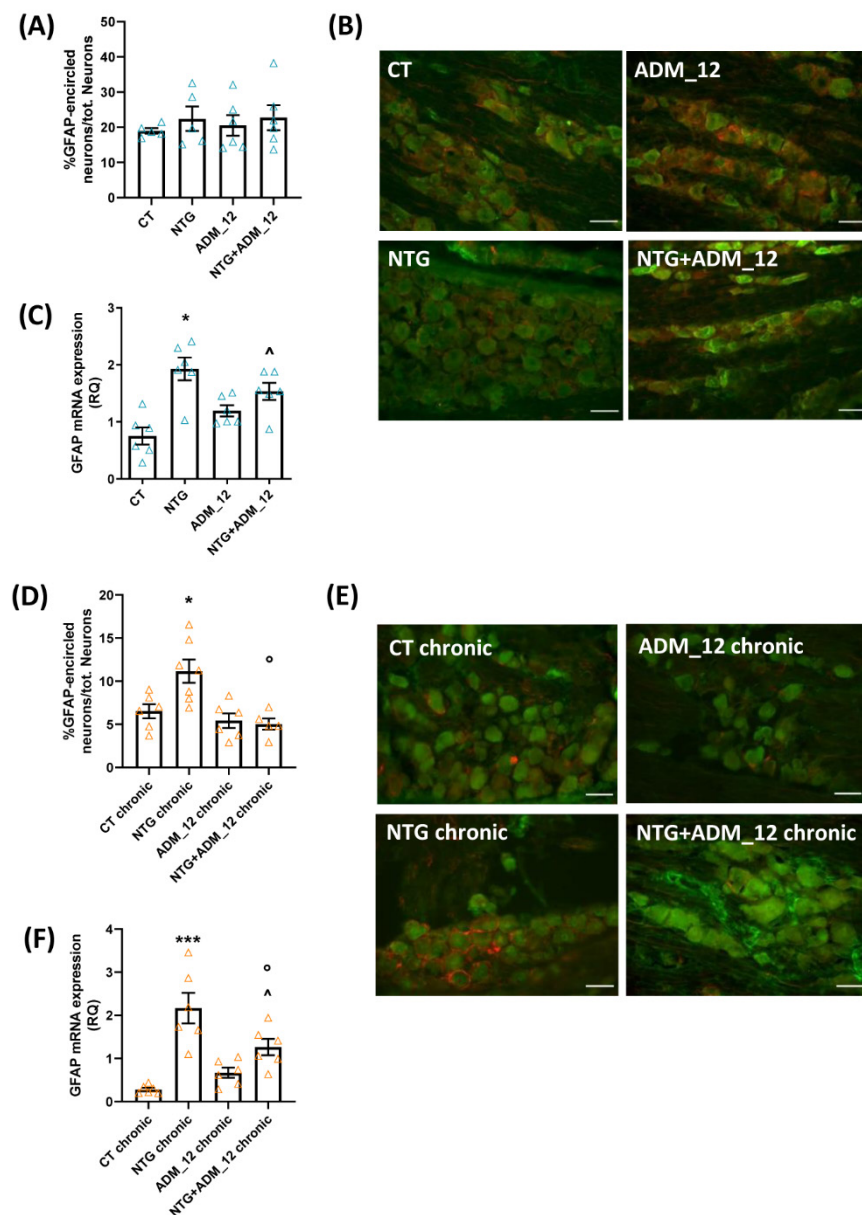 (A)
%GFAP-encircled
neurons/tot. Neurons
50
40
30
20
10
0
CT
NTG
ADM_12
NTG+ADM_12
(B)
CT
ADM_12
NTG
NTG+ADM_12
(C)
GFAP mRNA expression
(RQ)
3
2
1
0
*
^
CT
NTG
ADM_12
NTG+ADM_12
(D)
%GFAP-encircled
neurons/tot. Neurons
20
15
10
5
0
*
°
CT chronic
NTG chronic
ADM_12 chronic
NTG+ADM_12 chronic
(E)
CT chronic
ADM_12 chronic
NTG chronic
NTG+ADM_12 chronic
(F)
GFAP mRNA expression
(RQ)
4
3
2
1
0
***
°
^
CT chronic
NTG chronic
ADM_12 chronic
NTG+ADM_12 chronic